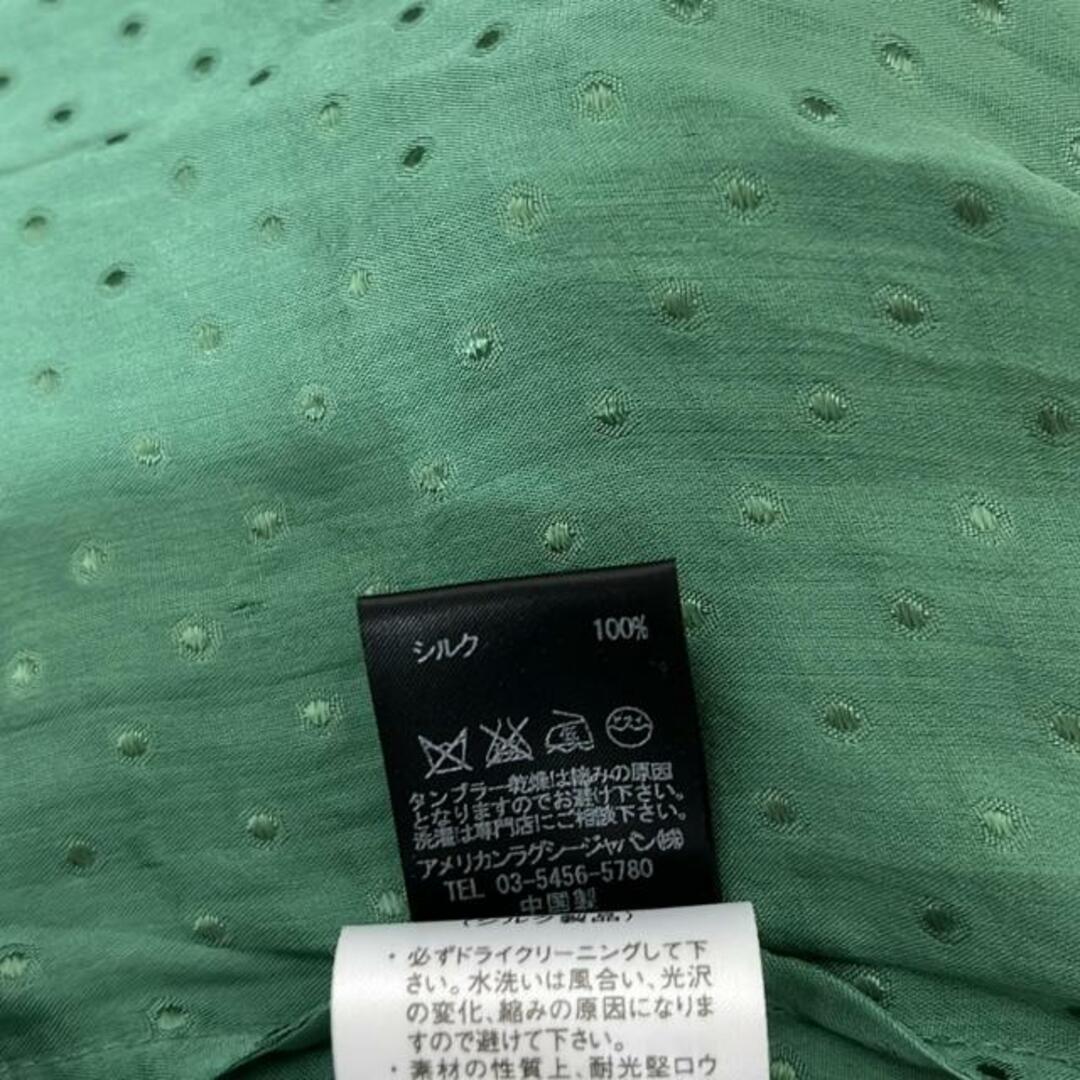 シルク 100%
タンブラー乾燥は縮みの原因
となりますのでお避け下さい。
洗濯は専門店にご相談下さい。
アメリカンラグシージャパン㈱
TEL 03-5456-5780
中国製
(シルク製品)
・必ずドライクリーニングして下
さい。水洗いは風合い、光沢
の変化、縮みの原因になりま
すので避けて下さい。
・素材の性質上、耐光堅ロウ